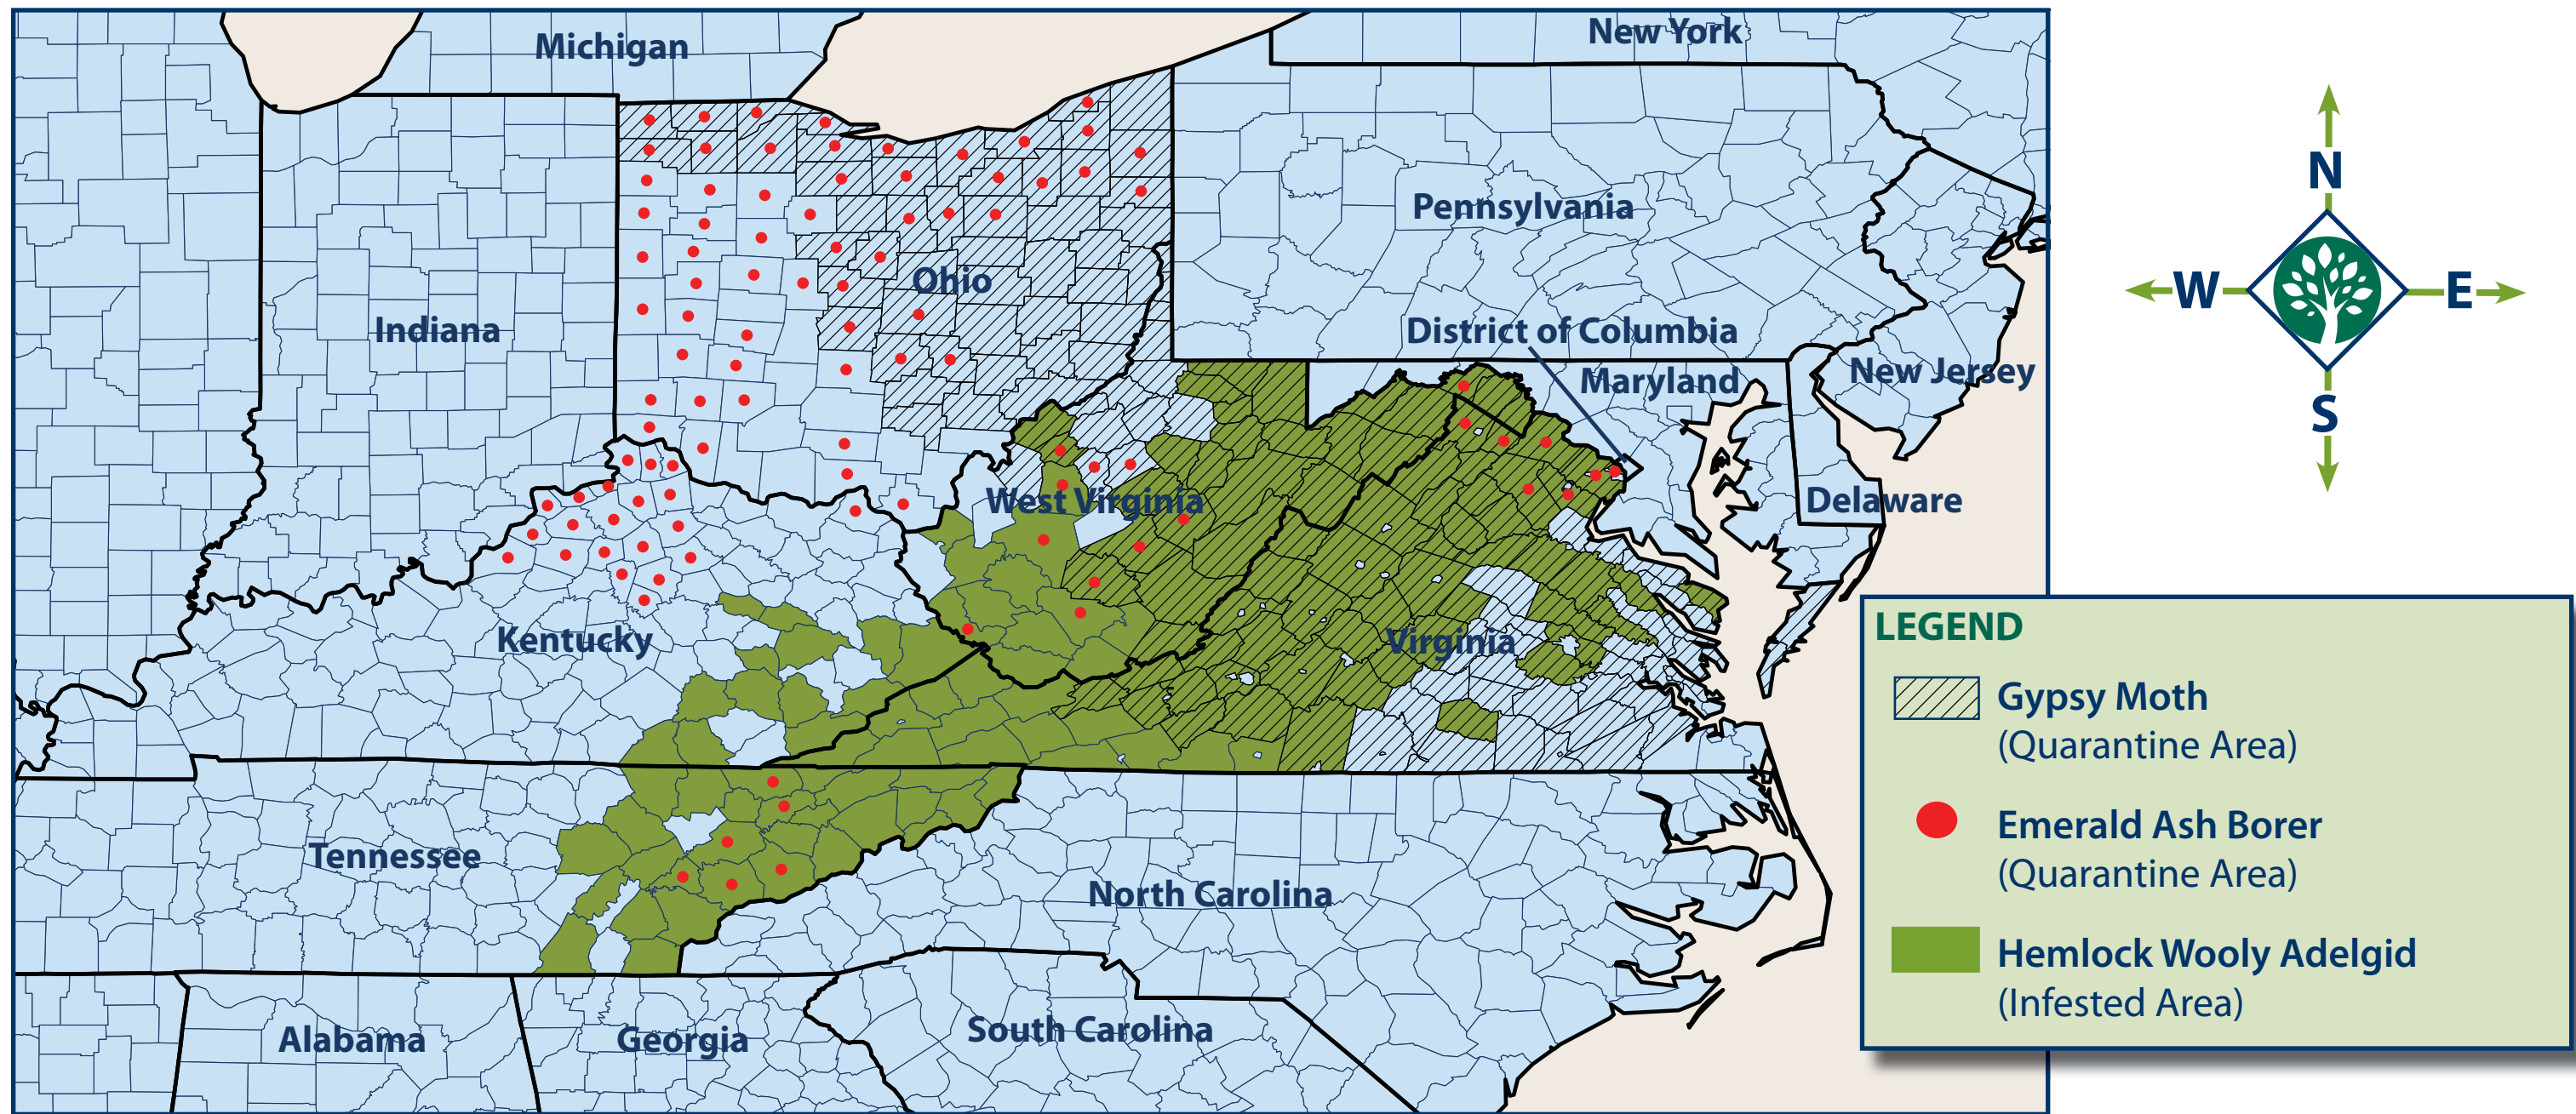 Michigan
New York
Pennsylvania
Ohio
Indiana
District of Columbia
Maryland
New Jersey
West Virginia
Delaware
Kentucky
Virginia
Tennessee
North Carolina
Alabama
Georgia
South Carolina
N
W
E
S
LEGEND
Gypsy Moth
(Quarantine Area)
Emerald Ash Borer
(Quarantine Area)
Hemlock Wooly Adelgid
(Infested Area)